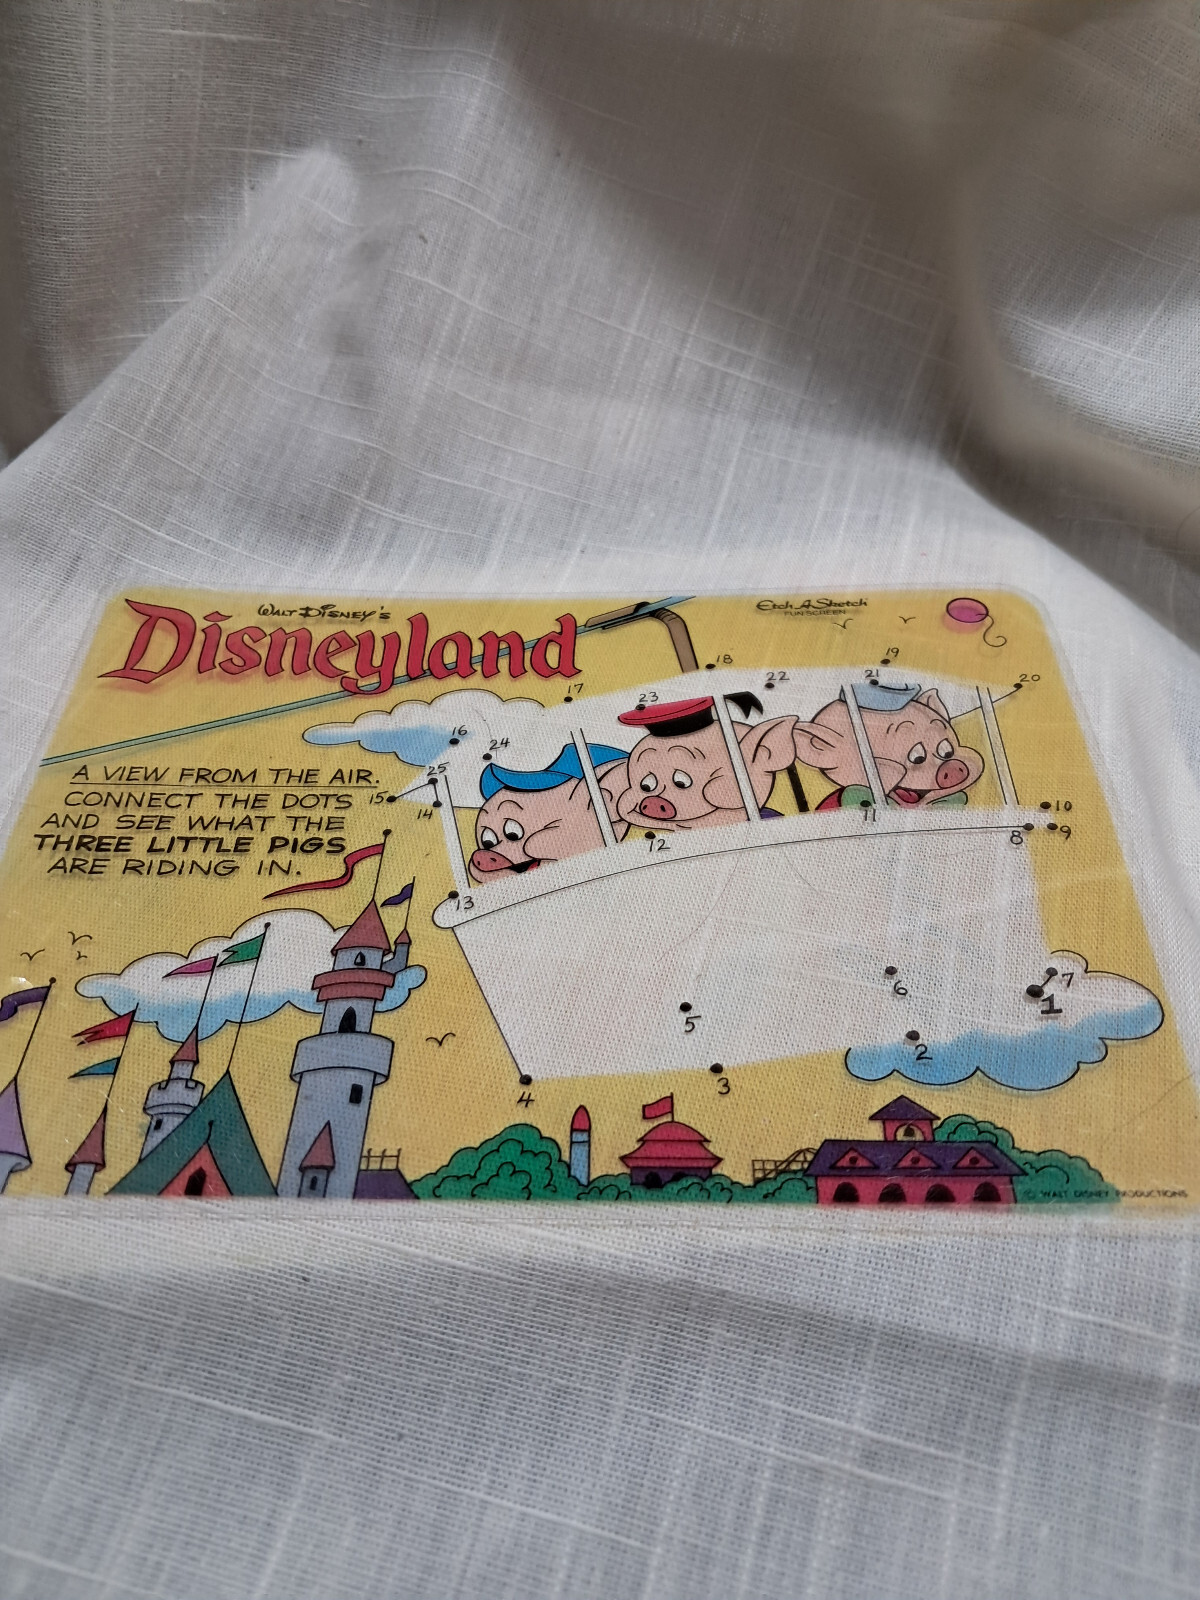 WALT DISNEY'S
Disneyland
Etch A Sketch
FUN SCREEN
A VIEW FROM THE AIR.
CONNECT THE DOTS
AND SEE WHAT THE
THREE LITTLE PIGS
ARE RIDING IN.
18
19
20
17
23
22
21
16
24
25
15
14
10
11
8
9
12
13
7
6
1
5
2
3
4
© WALT DISNEY PRODUCTIONS